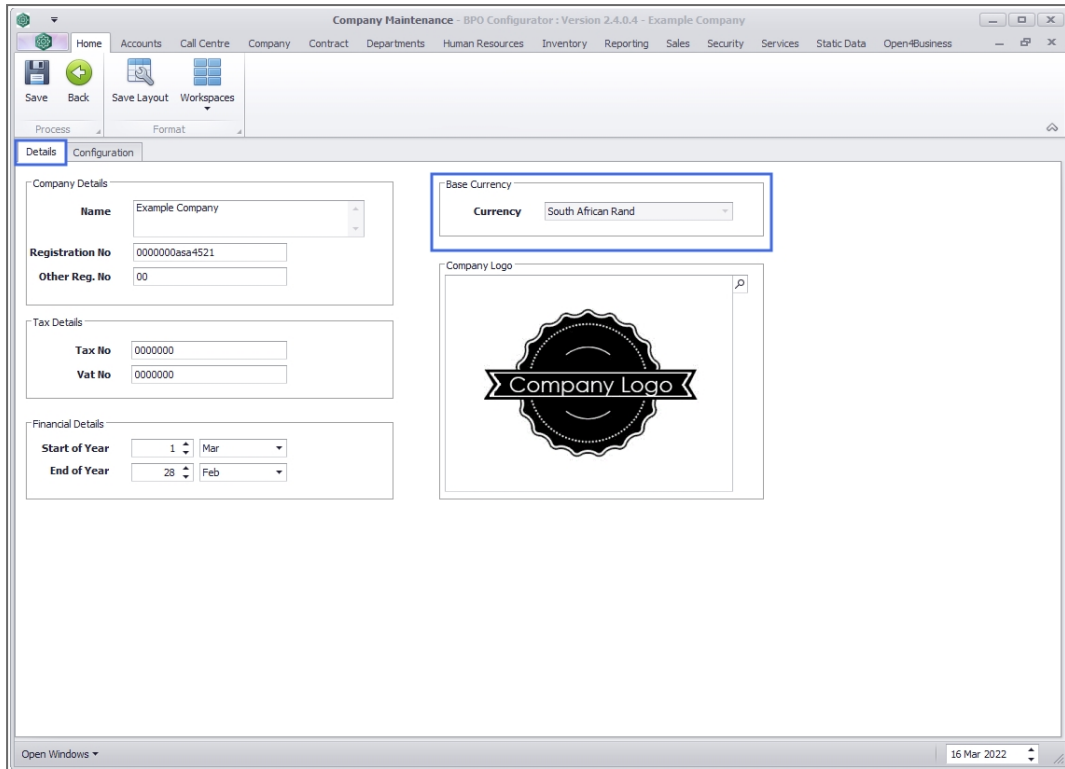 Company Maintenance - BPO Configurator : Version 2.4.0.4 - Example Company
Home Accounts Call Centre Company Contract Departments Human Resources Inventory Reporting Sales Security Services Static Data Open4Business
Save Back Save Layout Workspaces
Process Format
Details Configuration
Company Details
Name Example Company
Registration No 0000000asa4521
Other Reg. No 00
Tax Details
Tax No 0000000
Vat No 0000000
Financial Details
Start of Year 1 Mar
End of Year 28 Feb
Base Currency
Currency South African Rand
Company Logo
Company Logo
Open Windows 16 Mar 2022